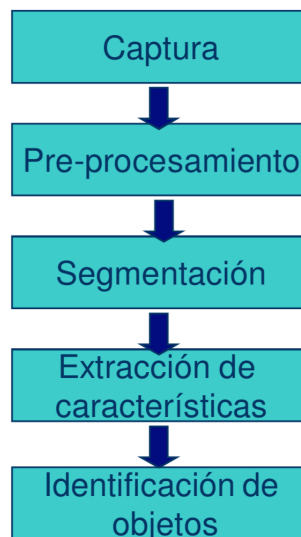 Captura
Pre-procesamiento
Segmentación
Extracción de
características
Identificación de
objetos